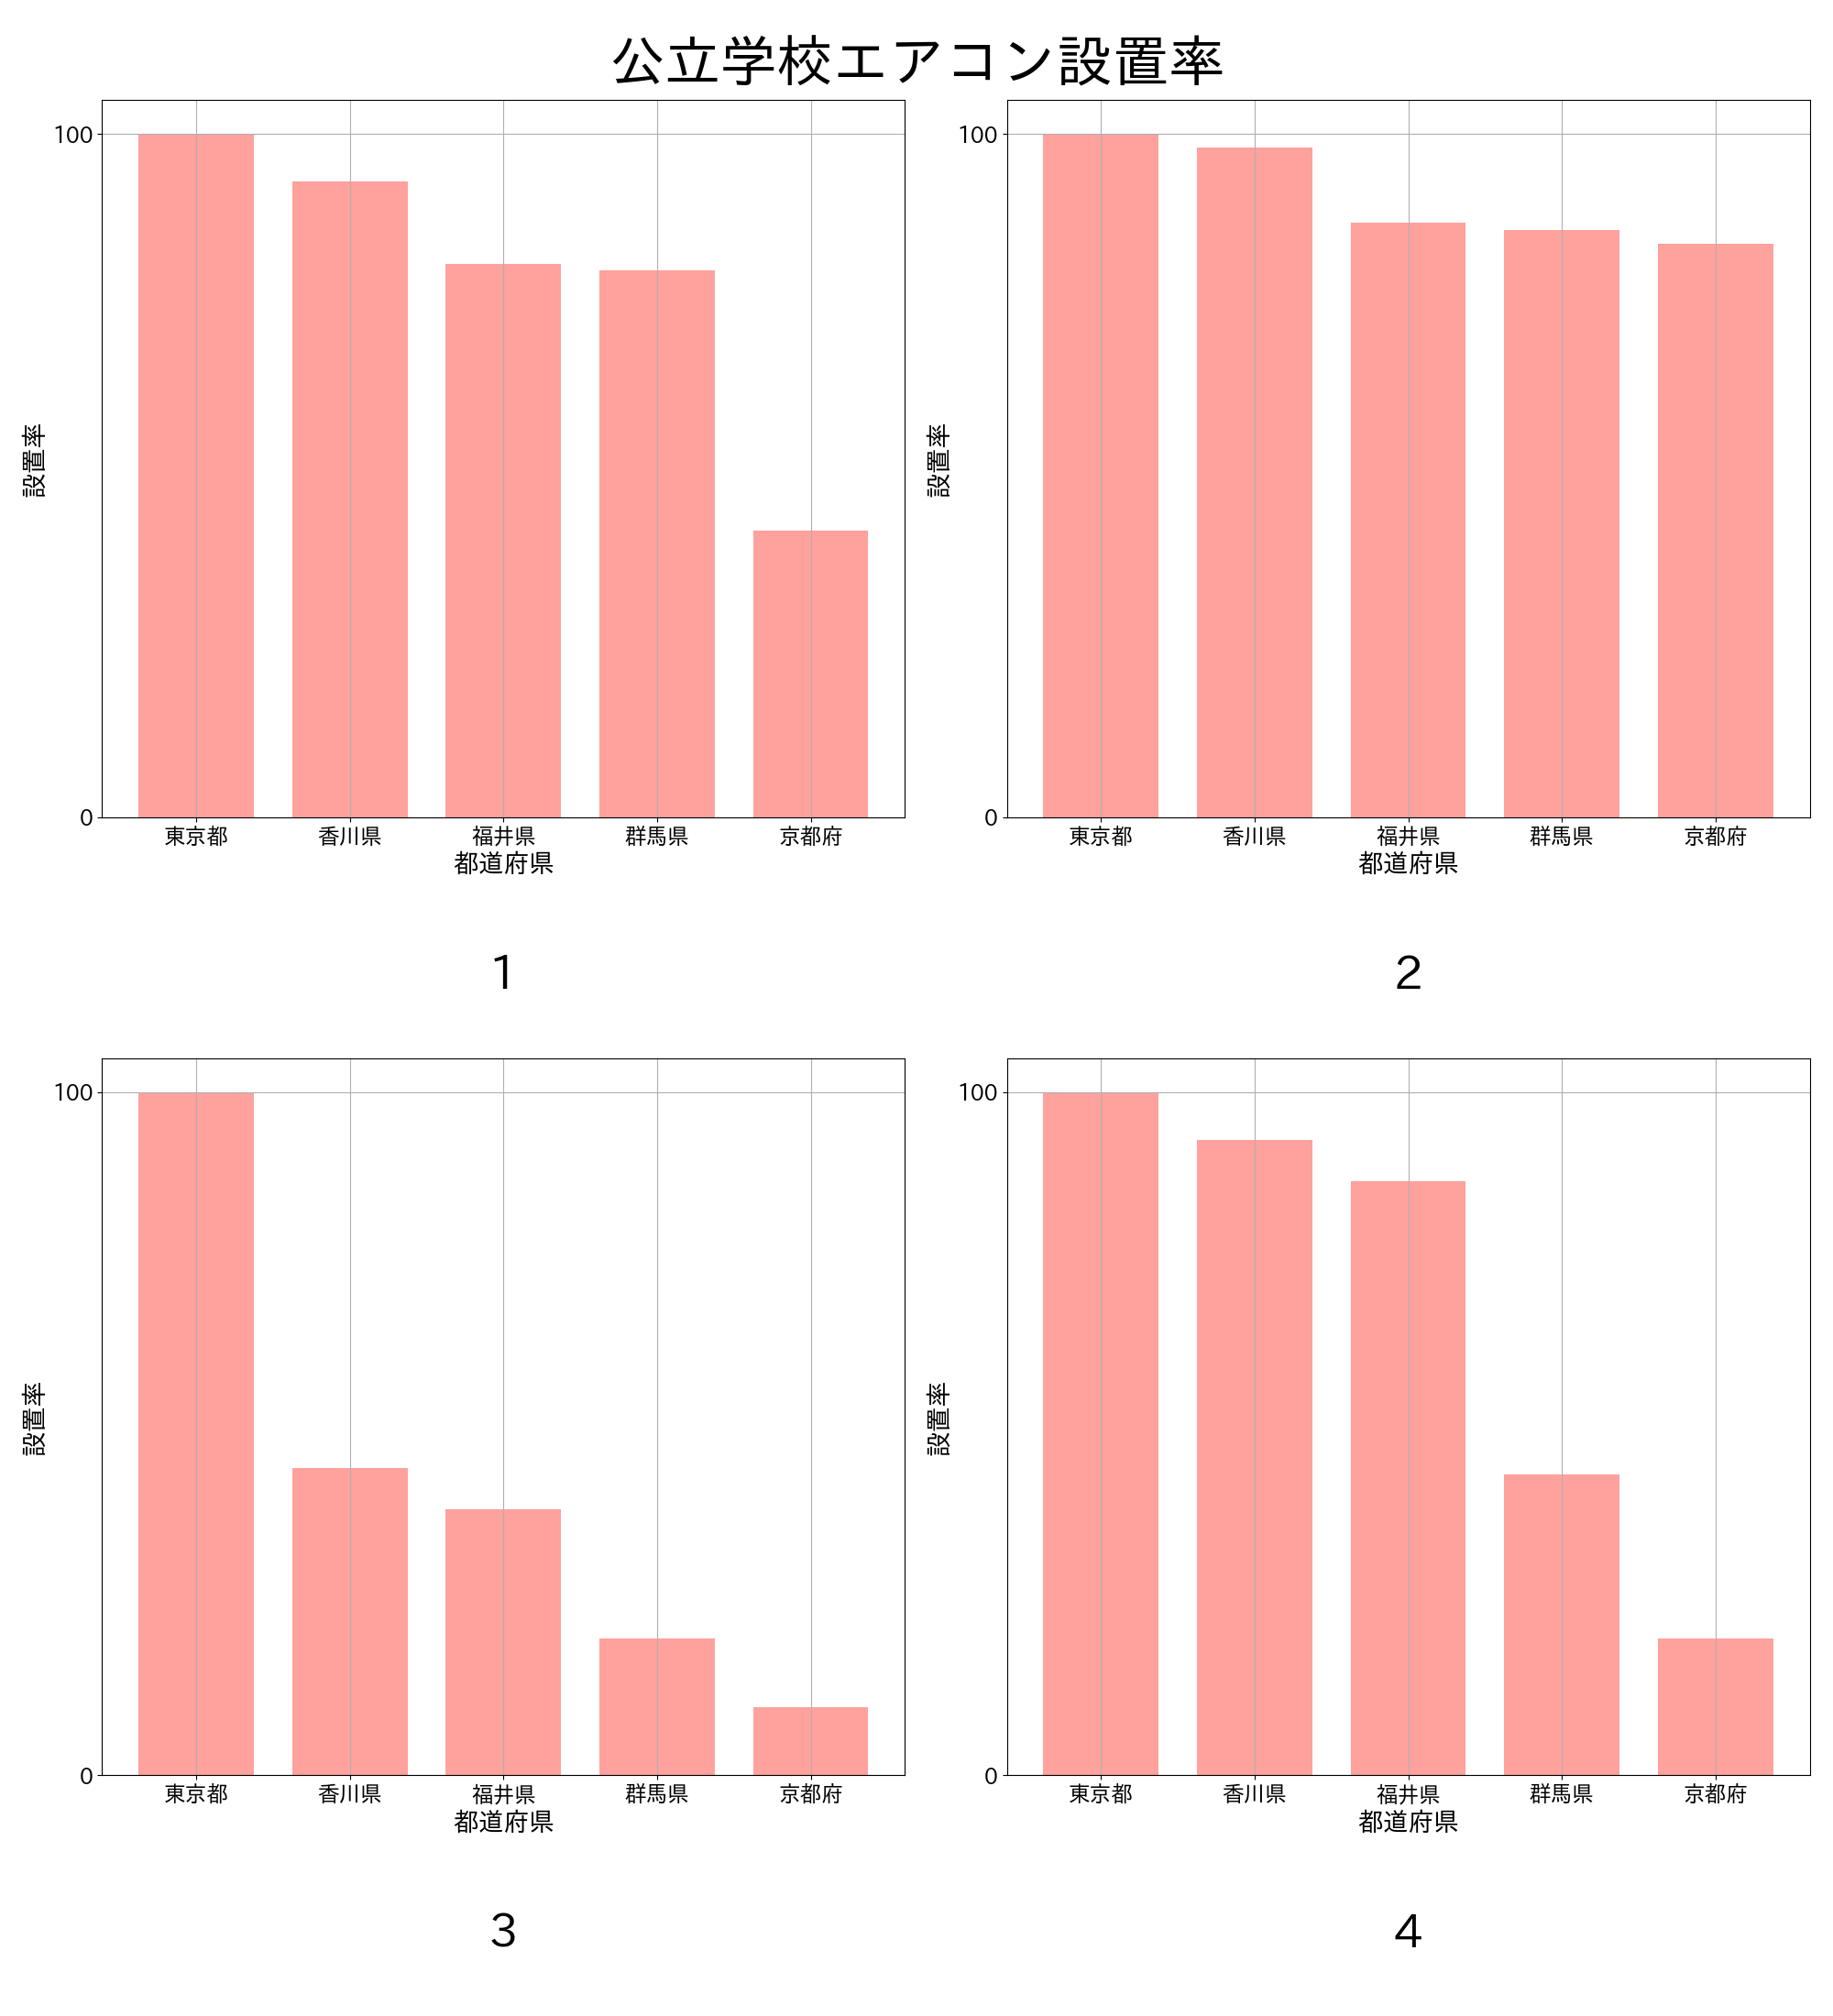 公立学校エアコン設置率
100
0
設置率
東京都 香川県 福井県 群馬県 京都府
都道府県
1
100
0
設置率
東京都 香川県 福井県 群馬県 京都府
都道府県
2
100
0
設置率
東京都 香川県 福井県 群馬県 京都府
都道府県
3
100
0
設置率
東京都 香川県 福井県 群馬県 京都府
都道府県
4